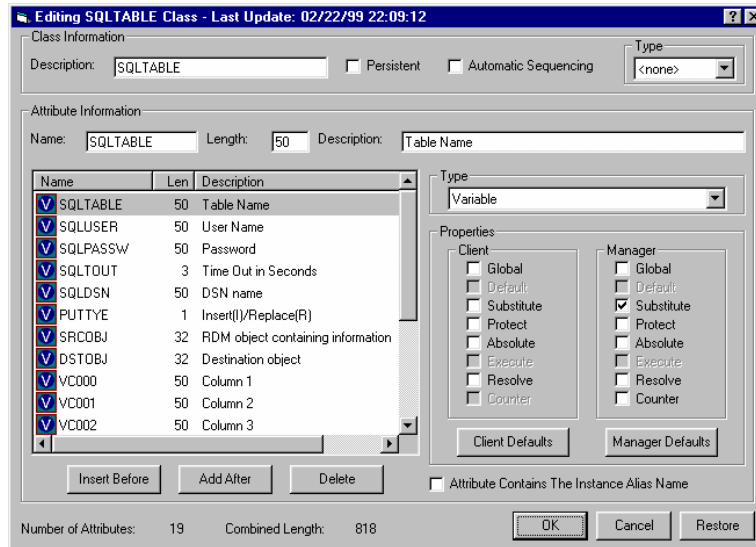 Editing SQLTABLE Class - Last Update: 02/22/99 22:09:12
Class Information
Description: SQLTABLE Persistent Automatic Sequencing
Type
<none>
Attribute Information
Name: SQLTABLE Length: 50 Description: Table Name
Name Len Description
V SQLTABLE 50 Table Name
V SQLUSER 50 User Name
V SQLPASSW 50 Password
V SQLTOUT 3 Time Out in Seconds
V SQLDSN 50 DSN name
V PUTTYE 1 Insert(I)/Replace(R)
V SRCOBJ 32 RDM object containing information
V DSTOBJ 32 Destination object
V VC000 50 Column 1
V VC001 50 Column 2
V VC002 50 Column 3
Insert Before Add After Delete
Type
Variable
Properties
Client
Global
Default
Substitute
Protect
Absolute
Execute
Resolve
Counter
Client Defaults
Manager
Global
Default
Substitute
Protect
Absolute
Execute
Resolve
Counter
Manager Defaults
Attribute Contains The Instance Alias Name
Number of Attributes: 19 Combined Length: 818
OK Cancel Restore